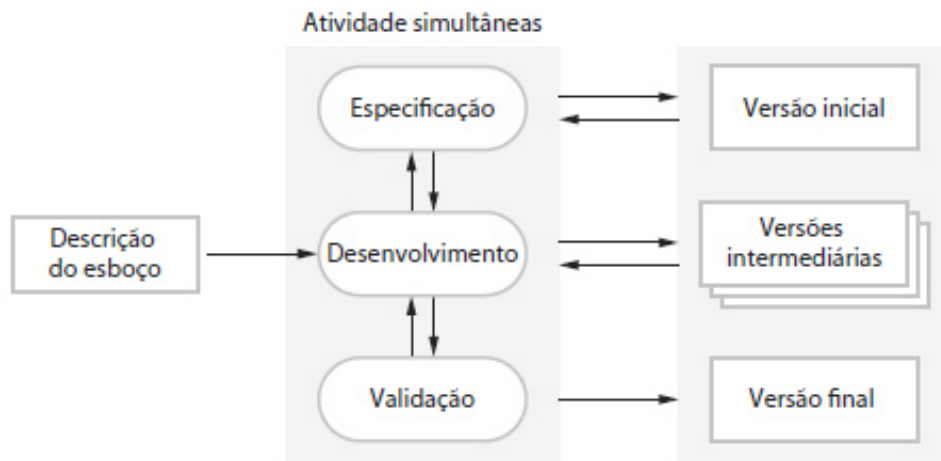 Atividade simultâneas
Especificação
Versão inicial
Descrição
do esboço
Desenvolvimento
Versões
intermediárias
Validação
Versão final